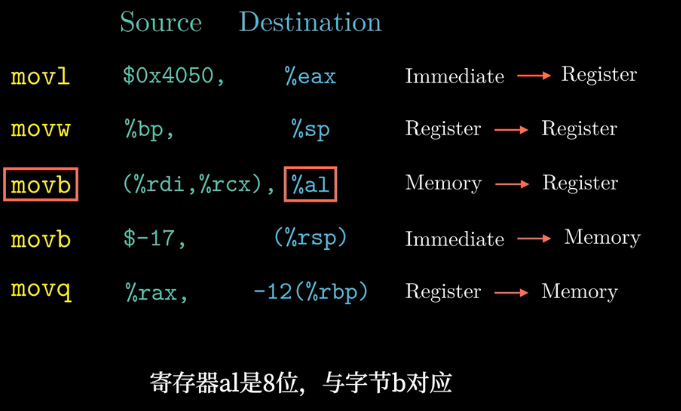 Source Destination
movl $0x4050, %eax Immediate → Register
movw %bp, %sp Register → Register
movb (%rdi,%rcx), %al Memory → Register
movb $-17, (%rsp) Immediate → Memory
movq %rax, -12(%rbp) Register → Memory
寄存器al是8位，与字节b对应